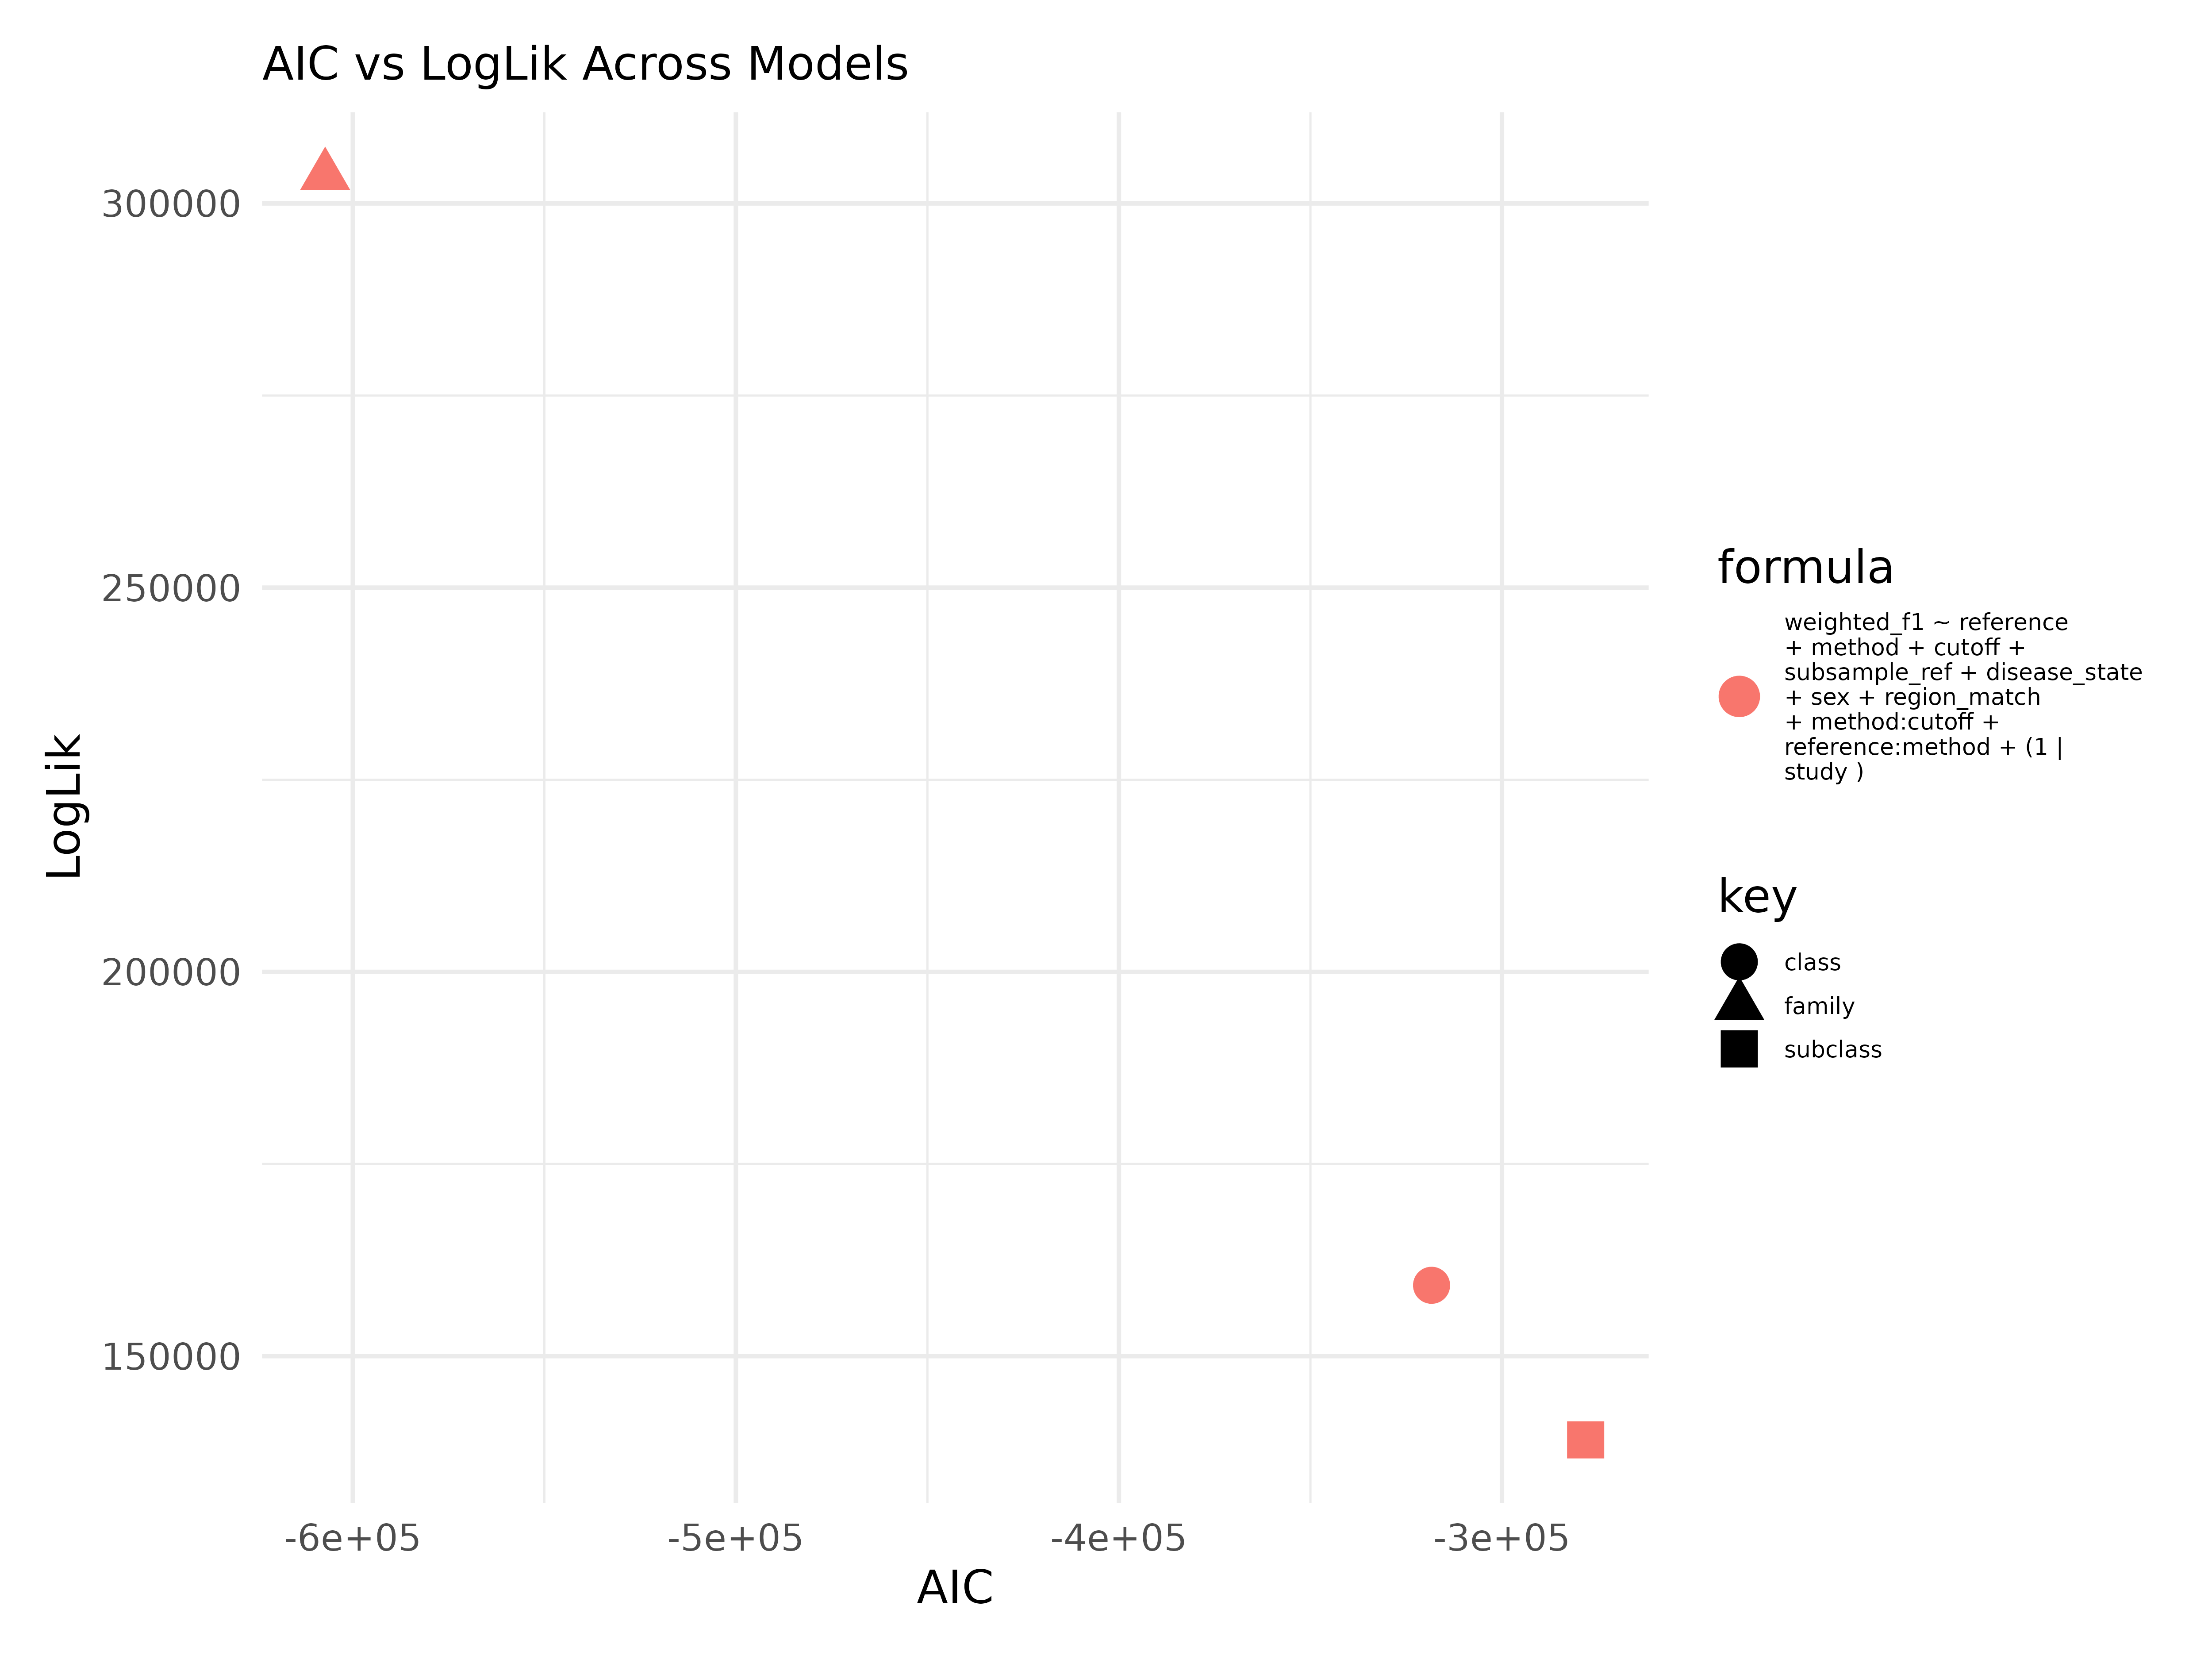 AIC vs LogLik Across Models
LogLik
300000
250000
200000
150000
-6e+05
-5e+05
-4e+05
-3e+05
AIC
formula
weighted_f1 ~ reference
+ method + cutoff +
subsample_ref + disease_state
+ sex + region_match
+ method:cutoff +
reference:method + (1 |
study )
key
class
family
subclass